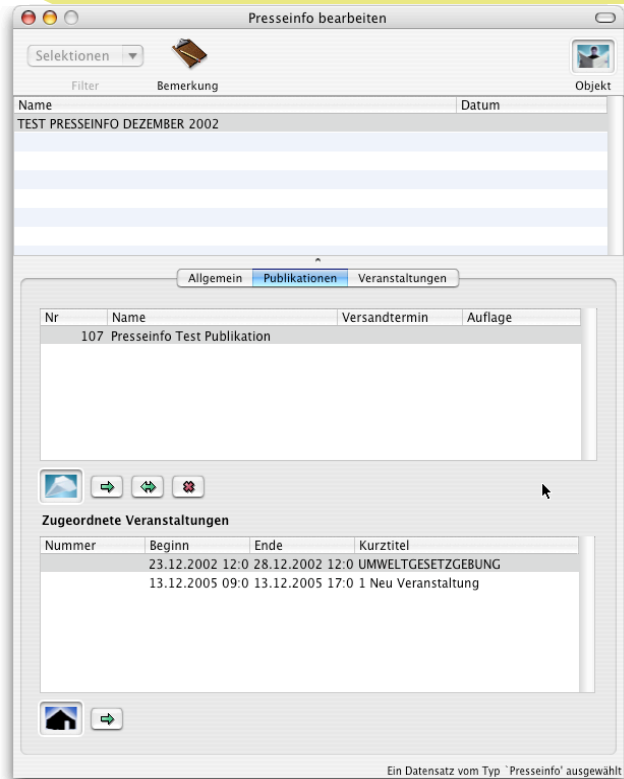 Presseinfo bearbeiten
Selektionen
Filter Bemerkung Objekt
Name Datum
TEST PRESSEINFO DEZEMBER 2002
Allgemein Publikationen Veranstaltungen
Nr Name Versandtermin Auflage
107 Presseinfo Test Publikation
Zugeordnete Veranstaltungen
Nummer Beginn Ende Kurztitel
23.12.2002 12:0 28.12.2002 12:0 UMWELTGESETZGEBUNG
13.12.2005 09:0 13.12.2005 17:0 1 Neu Veranstaltung
Ein Datensatz vom Typ `Presseinfo' ausgewählt